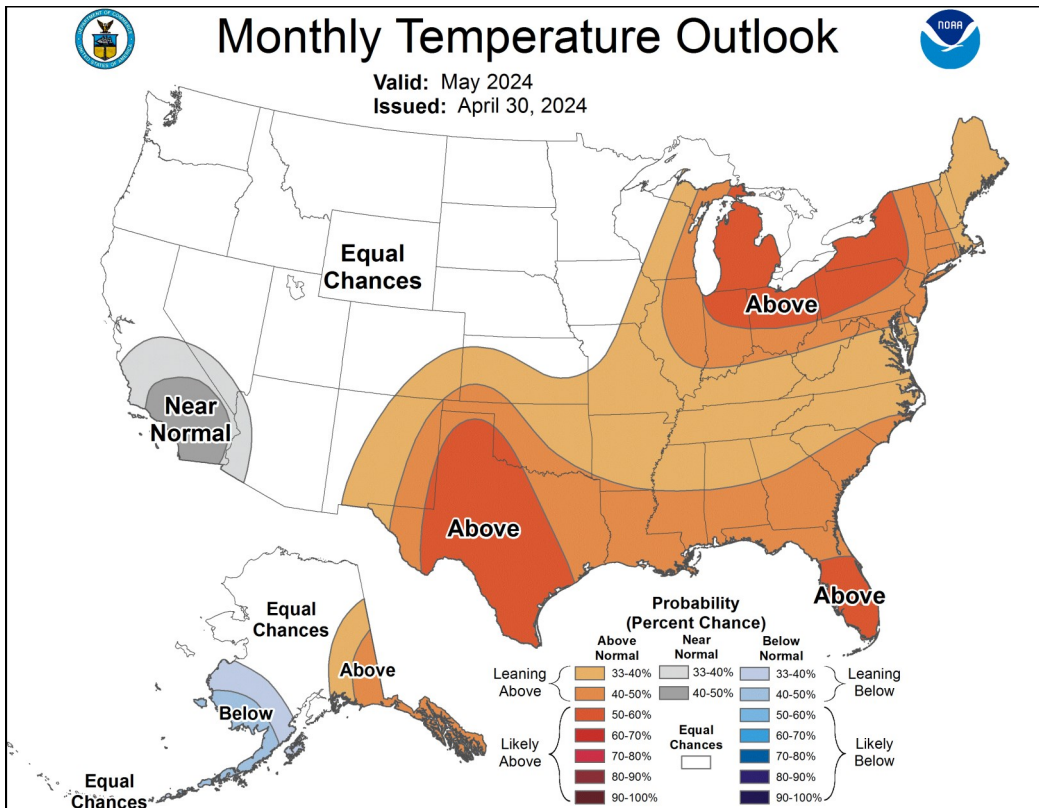 Monthly Temperature Outlook
NOAA
Valid: May 2024
Issued: April 30, 2024
Equal
Chances
Above
Near
Normal
Above
Above
Equal
Chances
Above
Below
Equal
Chances
Probability
(Percent Chance)
Above
Normal
Near
Normal
Below
Normal
Leaning
Above
33-40%
40-50%
33-40%
40-50%
33-40%
40-50%
Leaning
Below
Likely
Above
50-60%
60-70%
70-80%
80-90%
90-100%
Equal
Chances
50-60%
60-70%
70-80%
80-90%
90-100%
Likely
Below